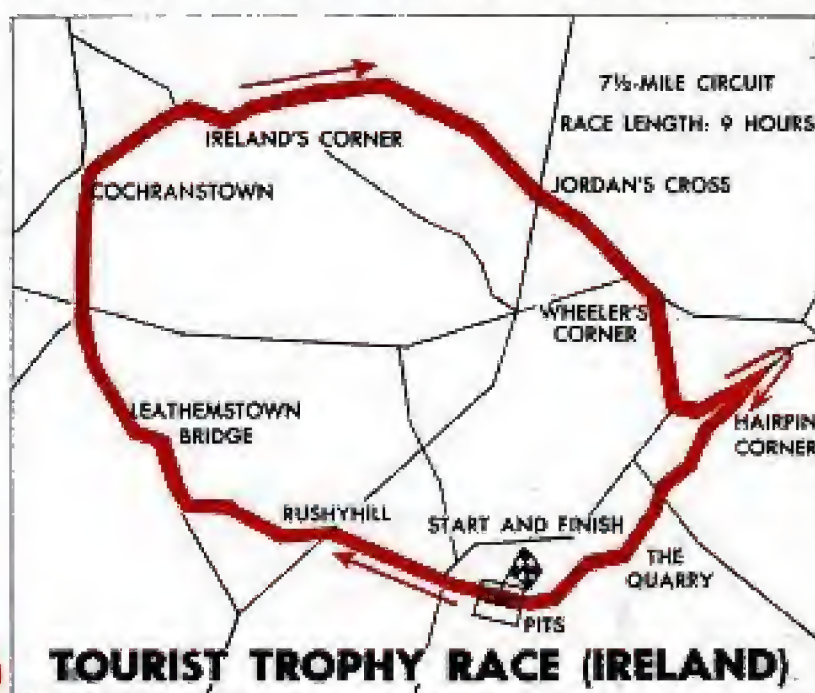 7½-MILE CIRCUIT
RACE LENGTH: 9 HOURS
IRELAND'S CORNER
COCHRANSTOWN
JORDAN'S CROSS
WHEELER'S
CORNER
LEATHEMSTOWN
BRIDGE
HAIRPIN
CORNER
RUSHYHILL
START AND FINISH
THE
QUARRY
PITS
TOURIST TROPHY RACE (IRELAND)